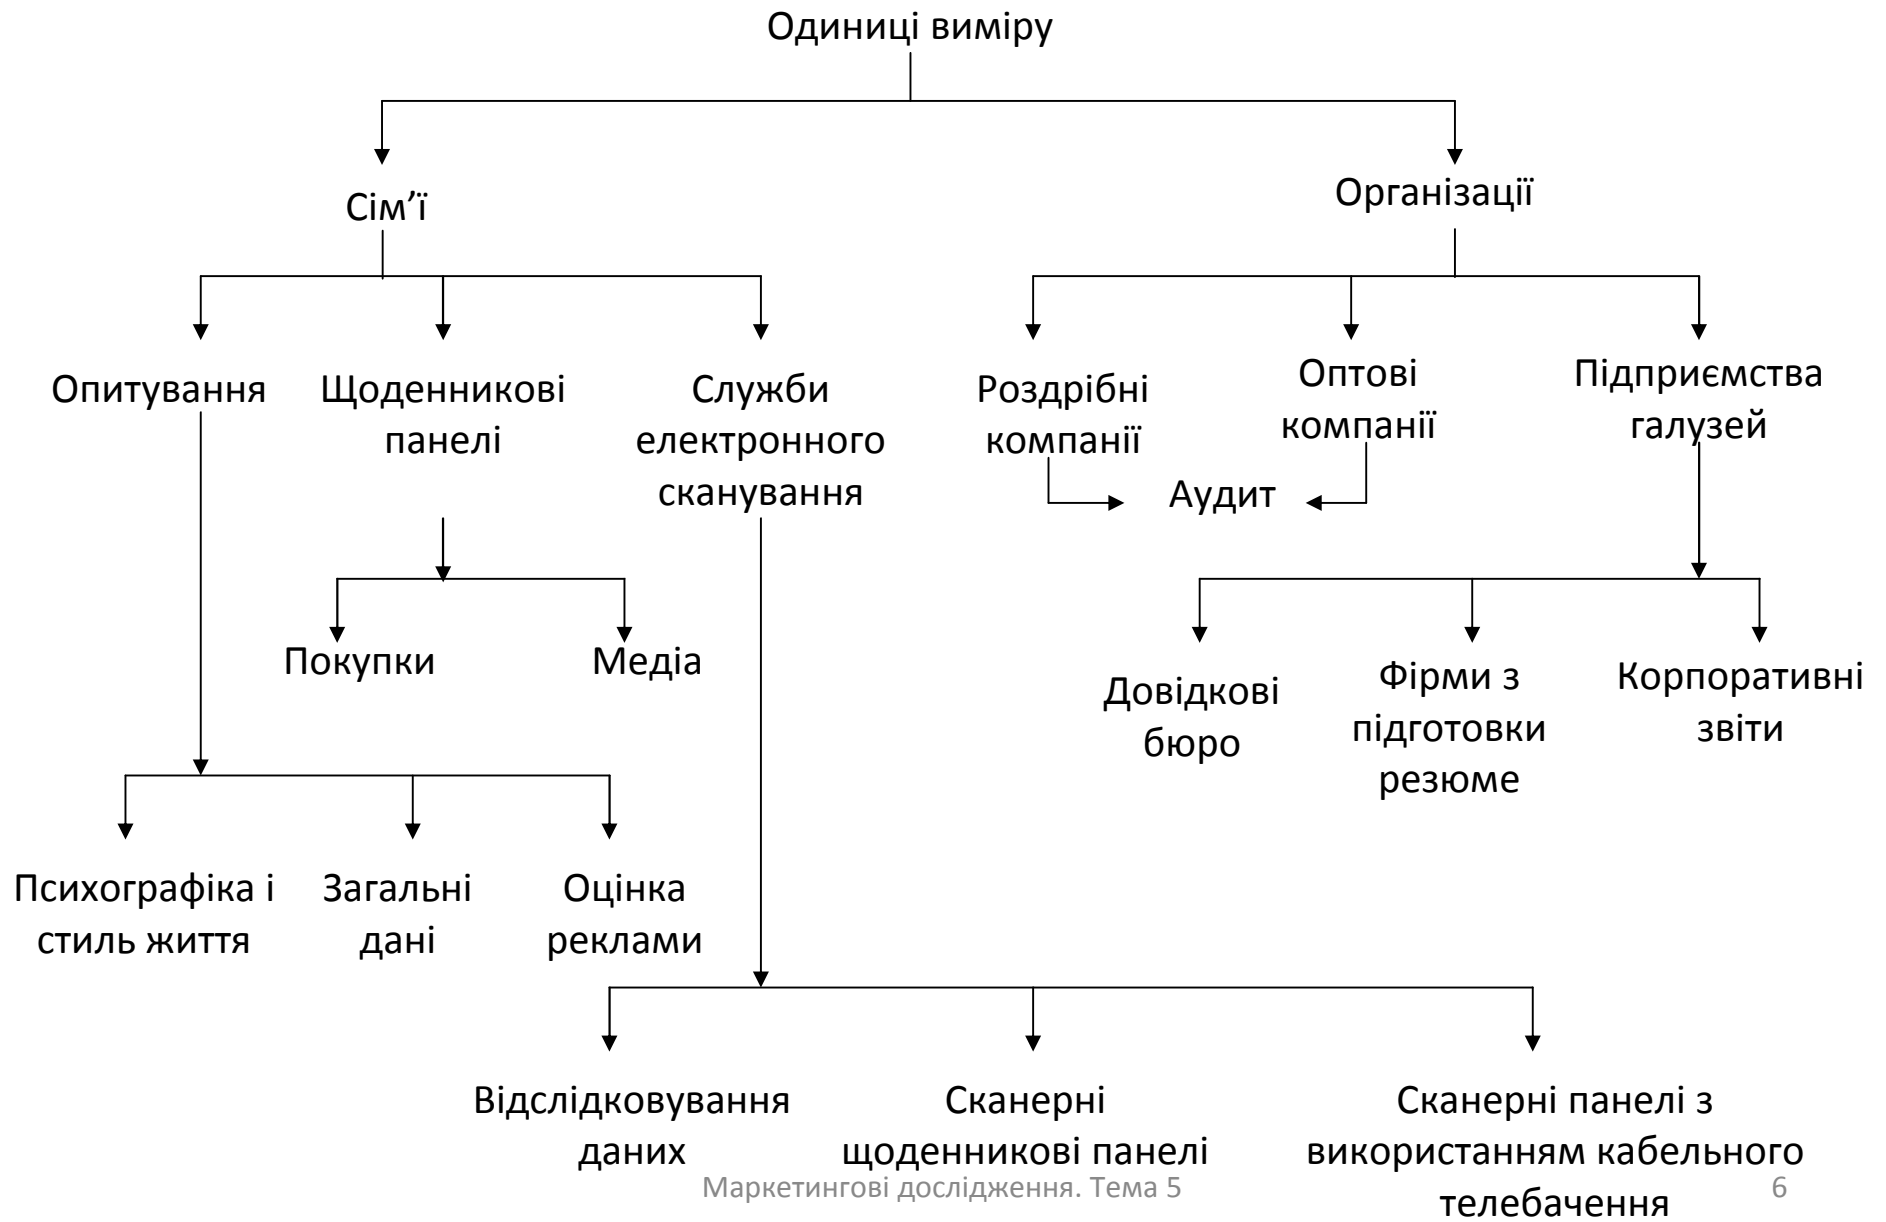 Одиниці виміру
Сім’ї
Організації
Опитування
Щоденникові
панелі
Служби
електронного
сканування
Роздрібні
компанії
Оптові
компанії
Підприємства
галузей
Аудит
Покупки
Медіа
Довідкові
бюро
Фірми з
підготовки
резюме
Корпоративні
звіти
Психографіка і
стиль життя
Загальні
дані
Оцінка
реклами
Відслідковування
даних
Сканерні
щоденникові панелі
Сканерні панелі з
використанням кабельного
телебачення
Маркетингові дослідження. Тема 5
6